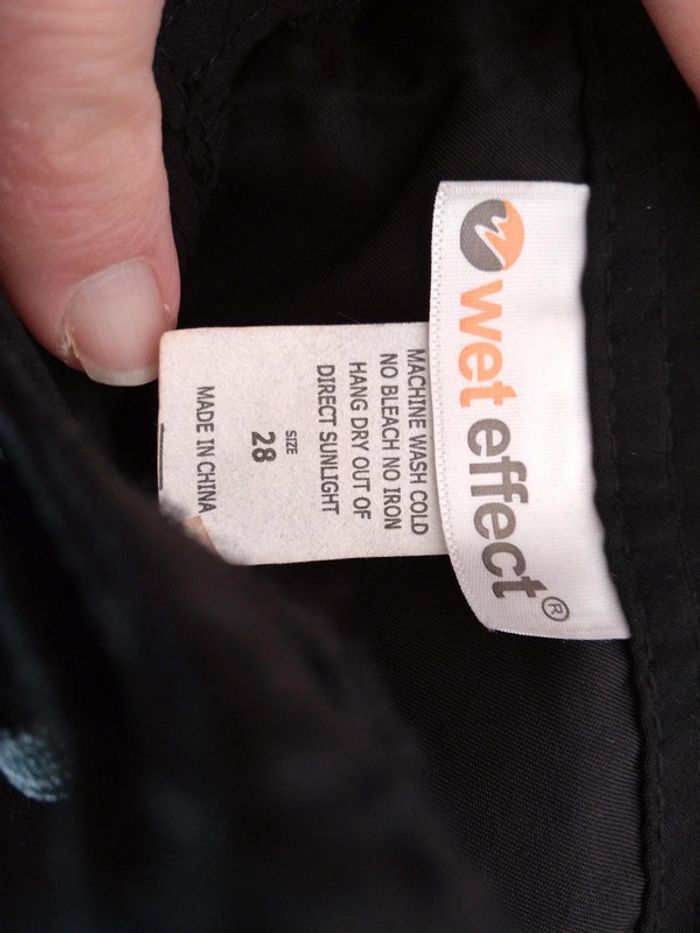 wet effect®
MACHINE WASH COLD
NO BLEACH NO IRON
HANG DRY OUT OF
DIRECT SUNLIGHT
SIZE
28
MADE IN CHINA